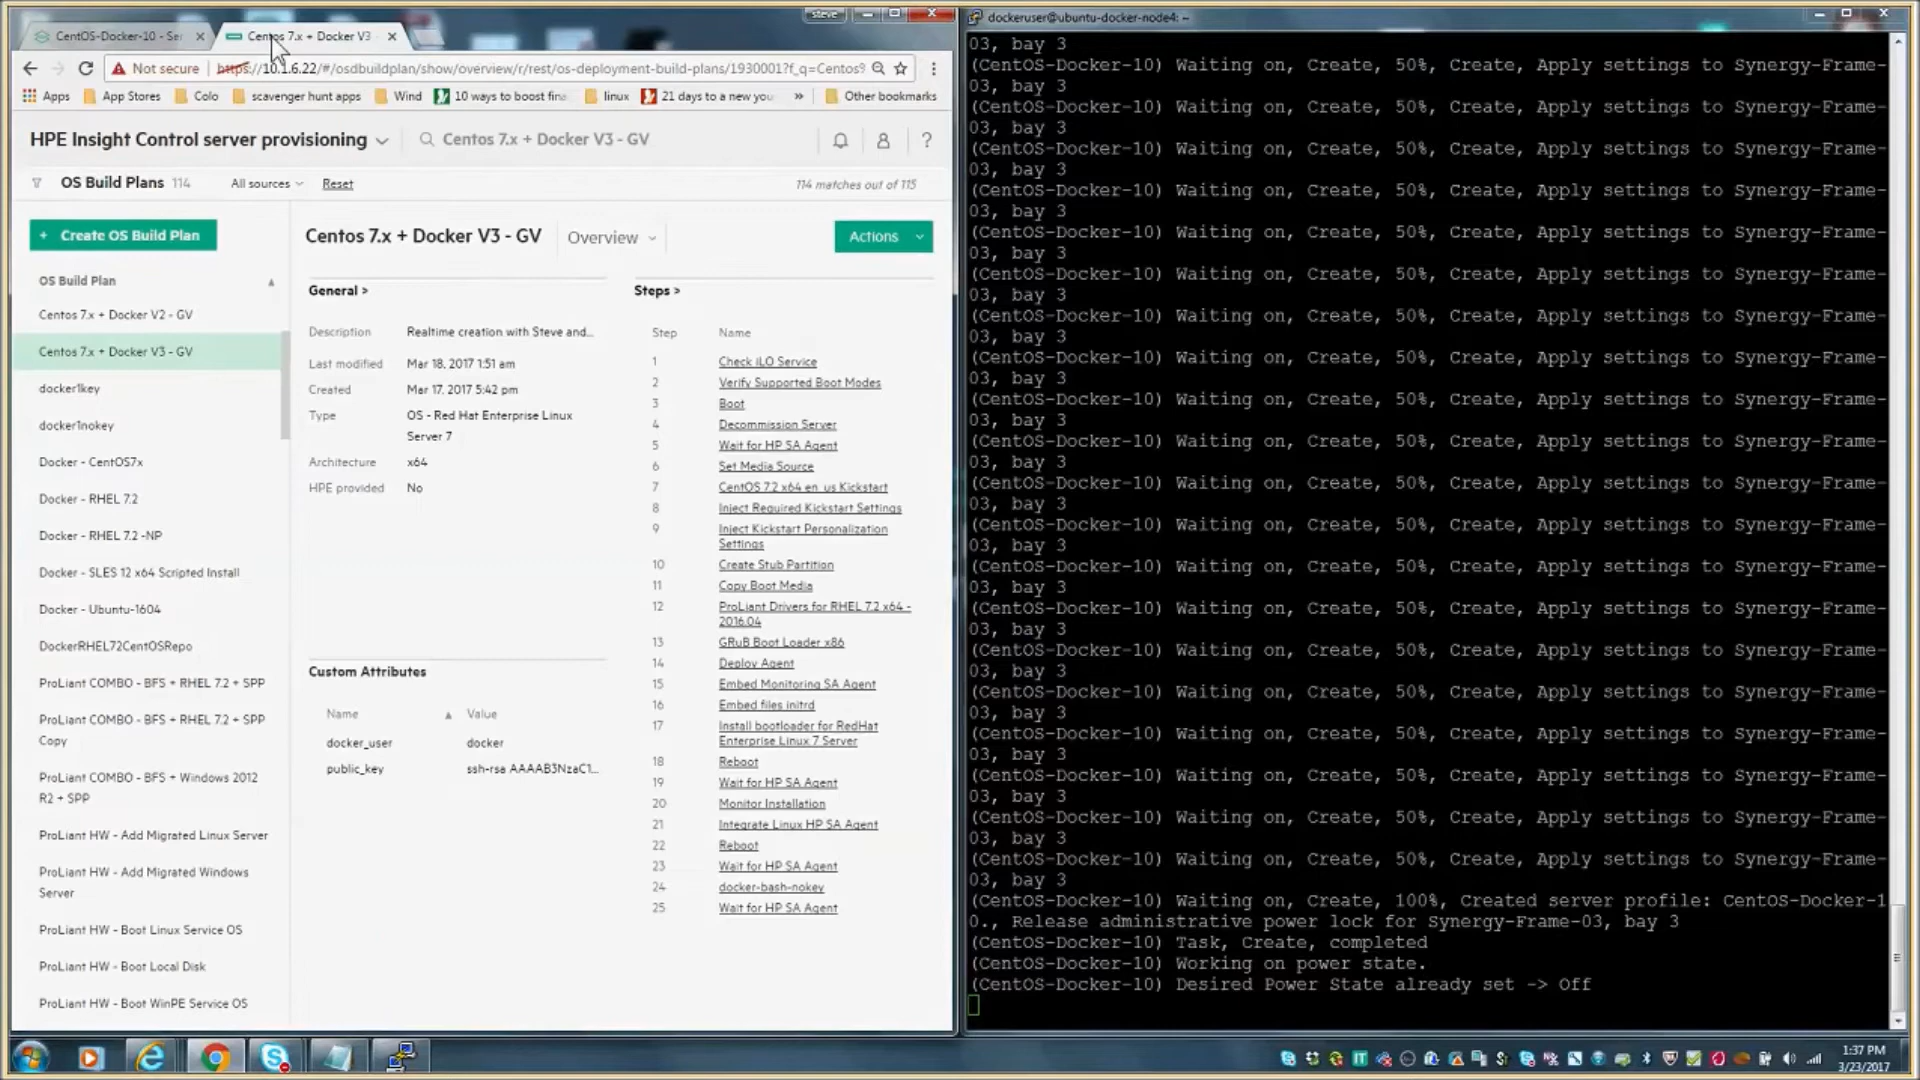 steve
CentOS-Docker-10 - Se
Centos 7.x + Docker V3
Not secure https://10.1.6.22/#/osdbuildplan/show/overview/r/rest/os-deployment-build-plans/1930001?f_q=Centos9
Apps App Stores Colo scavenger hunt apps Wind 10 ways to boost fina linux 21 days to a new you » Other bookmarks
HPE Insight Control server provisioning Centos 7.x + Docker V3 - GV ?
OS Build Plans 114 All sources Reset 114 matches out of 115
+ Create OS Build Plan
OS Build Plan
Centos 7.x + Docker V2 - GV
Centos 7.x + Docker V3 - GV
docker1key
docker1nokey
Docker - CentOS7x
Docker - RHEL 7.2
Docker - RHEL 7.2 -NP
Docker - SLES 12 x64 Scripted Install
Docker - Ubuntu-1604
DockerRHEL72CentOSRepo
ProLiant COMBO - BFS + RHEL 7.2 + SPP
ProLiant COMBO - BFS + RHEL 7.2 + SPP
Copy
ProLiant COMBO - BFS + Windows 2012
R2 + SPP
ProLiant HW - Add Migrated Linux Server
ProLiant HW - Add Migrated Windows
Server
ProLiant HW - Boot Linux Service OS
ProLiant HW - Boot Local Disk
ProLiant HW - Boot WinPE Service OS
Centos 7.x + Docker V3 - GV Overview Actions
General >
Description Realtime creation with Steve and...
Last modified Mar 18, 2017 1:51 am
Created Mar 17, 2017 5:42 pm
Type OS - Red Hat Enterprise Linux
Server 7
Architecture x64
HPE provided No
Custom Attributes
Name Value
docker_user docker
public_key ssh-rsa AAAAB3NzaC1...
Steps >
Step Name
1 Check iLO Service
2 Verify Supported Boot Modes
3 Boot
4 Decommission Server
5 Wait for HP SA Agent
6 Set Media Source
7 CentOS 7.2 x64 en_us Kickstart
8 Inject Required Kickstart Settings
9 Inject Kickstart Personalization
Settings
10 Create Stub Partition
11 Copy Boot Media
12 ProLiant Drivers for RHEL 7.2 x64 -
2016.04
13 GRuB Boot Loader x86
14 Deploy Agent
15 Embed Monitoring SA Agent
16 Embed files initrd
17 Install bootloader for RedHat
Enterprise Linux 7 Server
18 Reboot
19 Wait for HP SA Agent
20 Monitor Installation
21 Integrate Linux HP SA Agent
22 Reboot
23 Wait for HP SA Agent
24 docker-bash-nokey
25 Wait for HP SA Agent
dockeruser@ubuntu-docker-node4: ~
03, bay 3
(CentOS-Docker-10) Waiting on, Create, 50%, Create, Apply settings to Synergy-Frame-
03, bay 3
(CentOS-Docker-10) Waiting on, Create, 50%, Create, Apply settings to Synergy-Frame-
03, bay 3
(CentOS-Docker-10) Waiting on, Create, 50%, Create, Apply settings to Synergy-Frame-
03, bay 3
(CentOS-Docker-10) Waiting on, Create, 50%, Create, Apply settings to Synergy-Frame-
03, bay 3
(CentOS-Docker-10) Waiting on, Create, 50%, Create, Apply settings to Synergy-Frame-
03, bay 3
(CentOS-Docker-10) Waiting on, Create, 50%, Create, Apply settings to Synergy-Frame-
03, bay 3
(CentOS-Docker-10) Waiting on, Create, 50%, Create, Apply settings to Synergy-Frame-
03, bay 3
(CentOS-Docker-10) Waiting on, Create, 50%, Create, Apply settings to Synergy-Frame-
03, bay 3
(CentOS-Docker-10) Waiting on, Create, 50%, Create, Apply settings to Synergy-Frame-
03, bay 3
(CentOS-Docker-10) Waiting on, Create, 50%, Create, Apply settings to Synergy-Frame-
03, bay 3
(CentOS-Docker-10) Waiting on, Create, 50%, Create, Apply settings to Synergy-Frame-
03, bay 3
(CentOS-Docker-10) Waiting on, Create, 50%, Create, Apply settings to Synergy-Frame-
03, bay 3
(CentOS-Docker-10) Waiting on, Create, 50%, Create, Apply settings to Synergy-Frame-
03, bay 3
(CentOS-Docker-10) Waiting on, Create, 50%, Create, Apply settings to Synergy-Frame-
03, bay 3
(CentOS-Docker-10) Waiting on, Create, 50%, Create, Apply settings to Synergy-Frame-
03, bay 3
(CentOS-Docker-10) Waiting on, Create, 50%, Create, Apply settings to Synergy-Frame-
03, bay 3
(CentOS-Docker-10) Waiting on, Create, 50%, Create, Apply settings to Synergy-Frame-
03, bay 3
(CentOS-Docker-10) Waiting on, Create, 50%, Create, Apply settings to Synergy-Frame-
03, bay 3
(CentOS-Docker-10) Waiting on, Create, 50%, Create, Apply settings to Synergy-Frame-
03, bay 3
(CentOS-Docker-10) Waiting on, Create, 50%, Create, Apply settings to Synergy-Frame-
03, bay 3
(CentOS-Docker-10) Waiting on, Create, 100%, Created server profile: CentOS-Docker-1
0., Release administrative power lock for Synergy-Frame-03, bay 3
(CentOS-Docker-10) Task, Create, completed
(CentOS-Docker-10) Working on power state.
(CentOS-Docker-10) Desired Power State already set -> Off
1:37 PM
3/23/2017